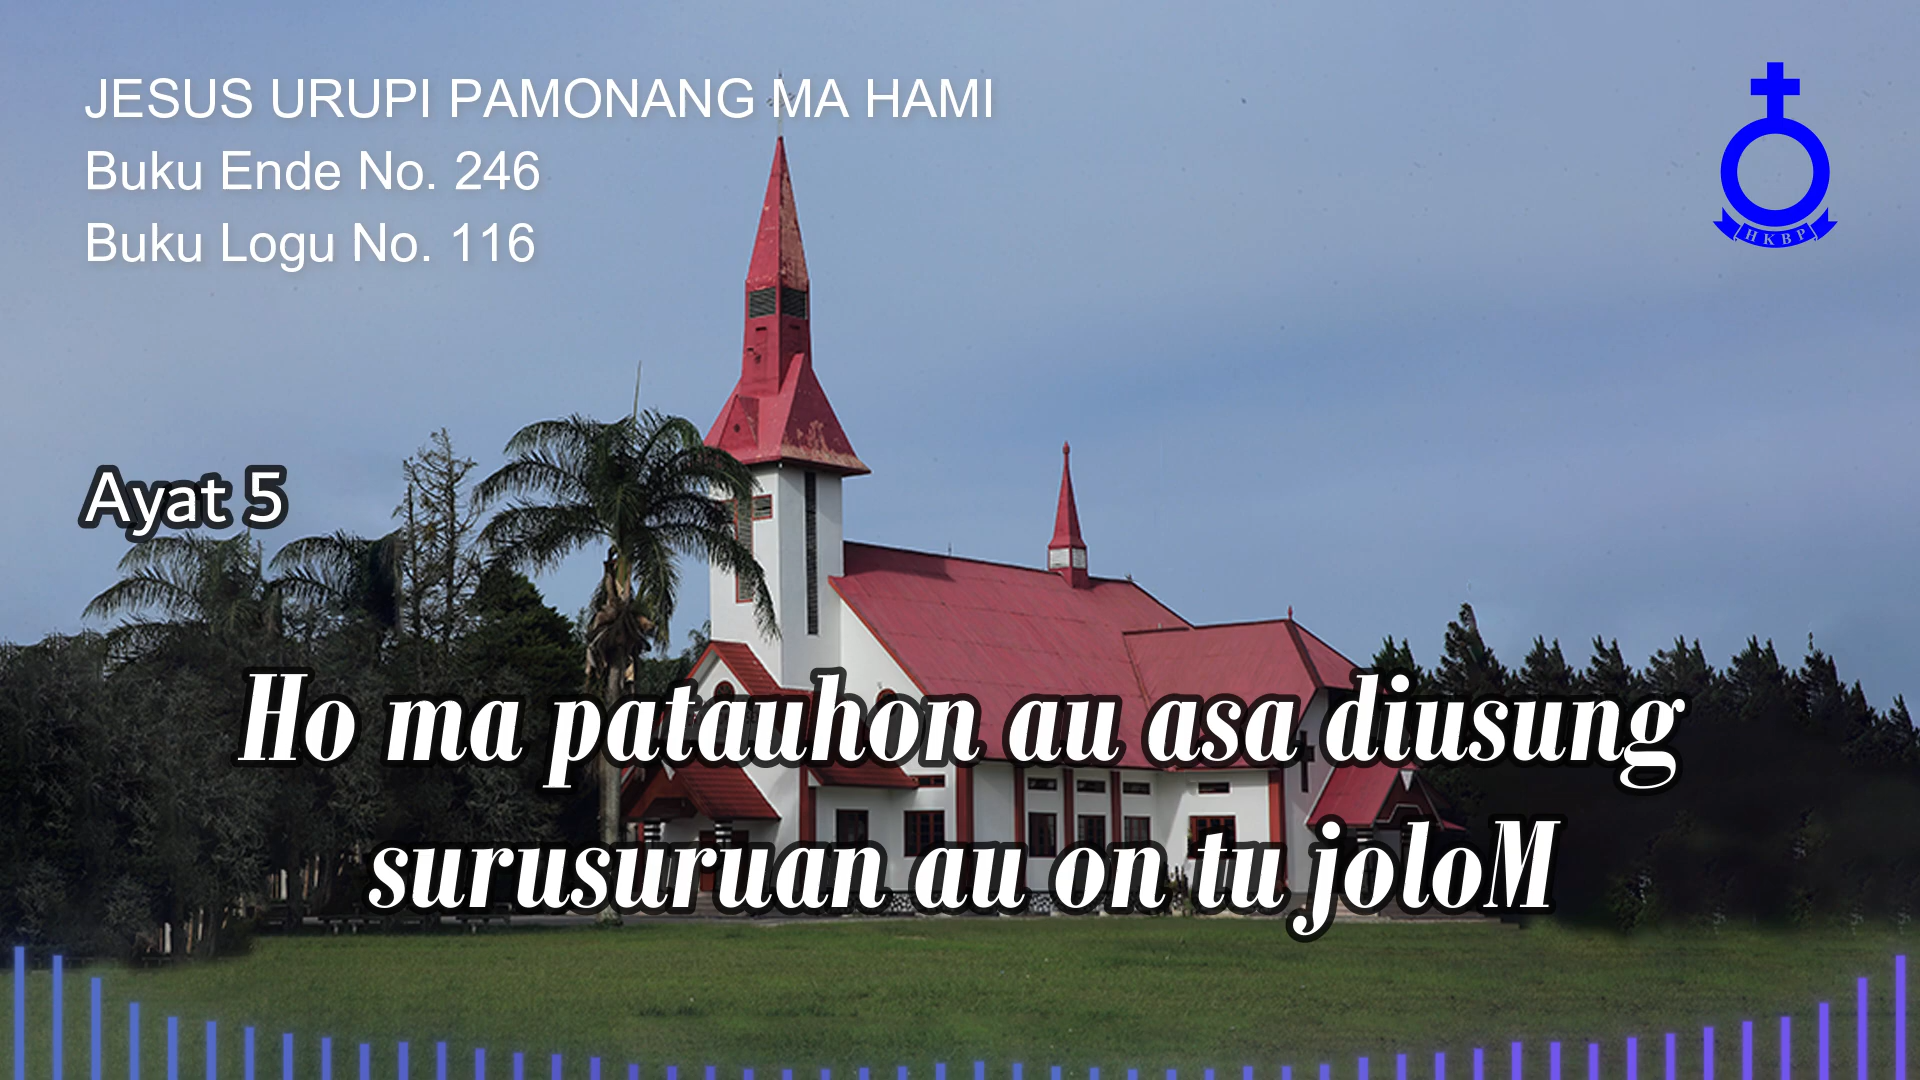 JESUS URUPI PAMONANG MA HAMI
Buku Ende No. 246
Buku Logu No. 116
HKBP
Ayat 5
Ho ma patauhon au asa diusung
surusuruan au on tu joloM